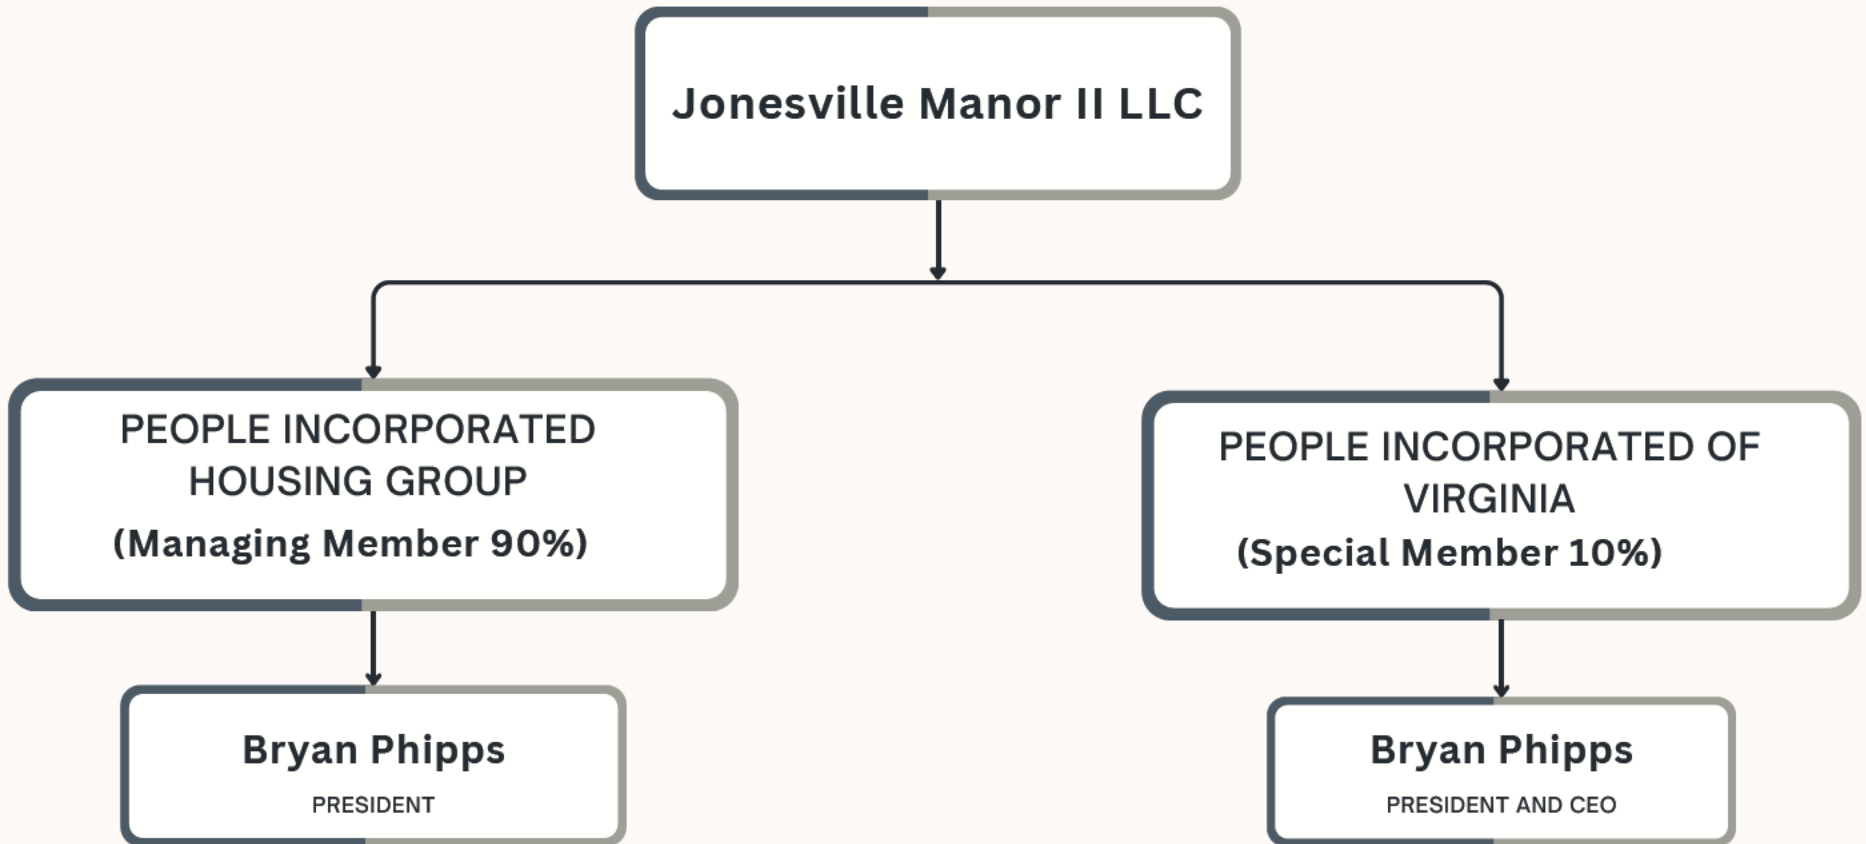 Jonesville Manor II LLC
PEOPLE INCORPORATED
HOUSING GROUP
(Managing Member 90%)
PEOPLE INCORPORATED OF
VIRGINIA
(Special Member 10%)
Bryan Phipps
PRESIDENT
Bryan Phipps
PRESIDENT AND CEO